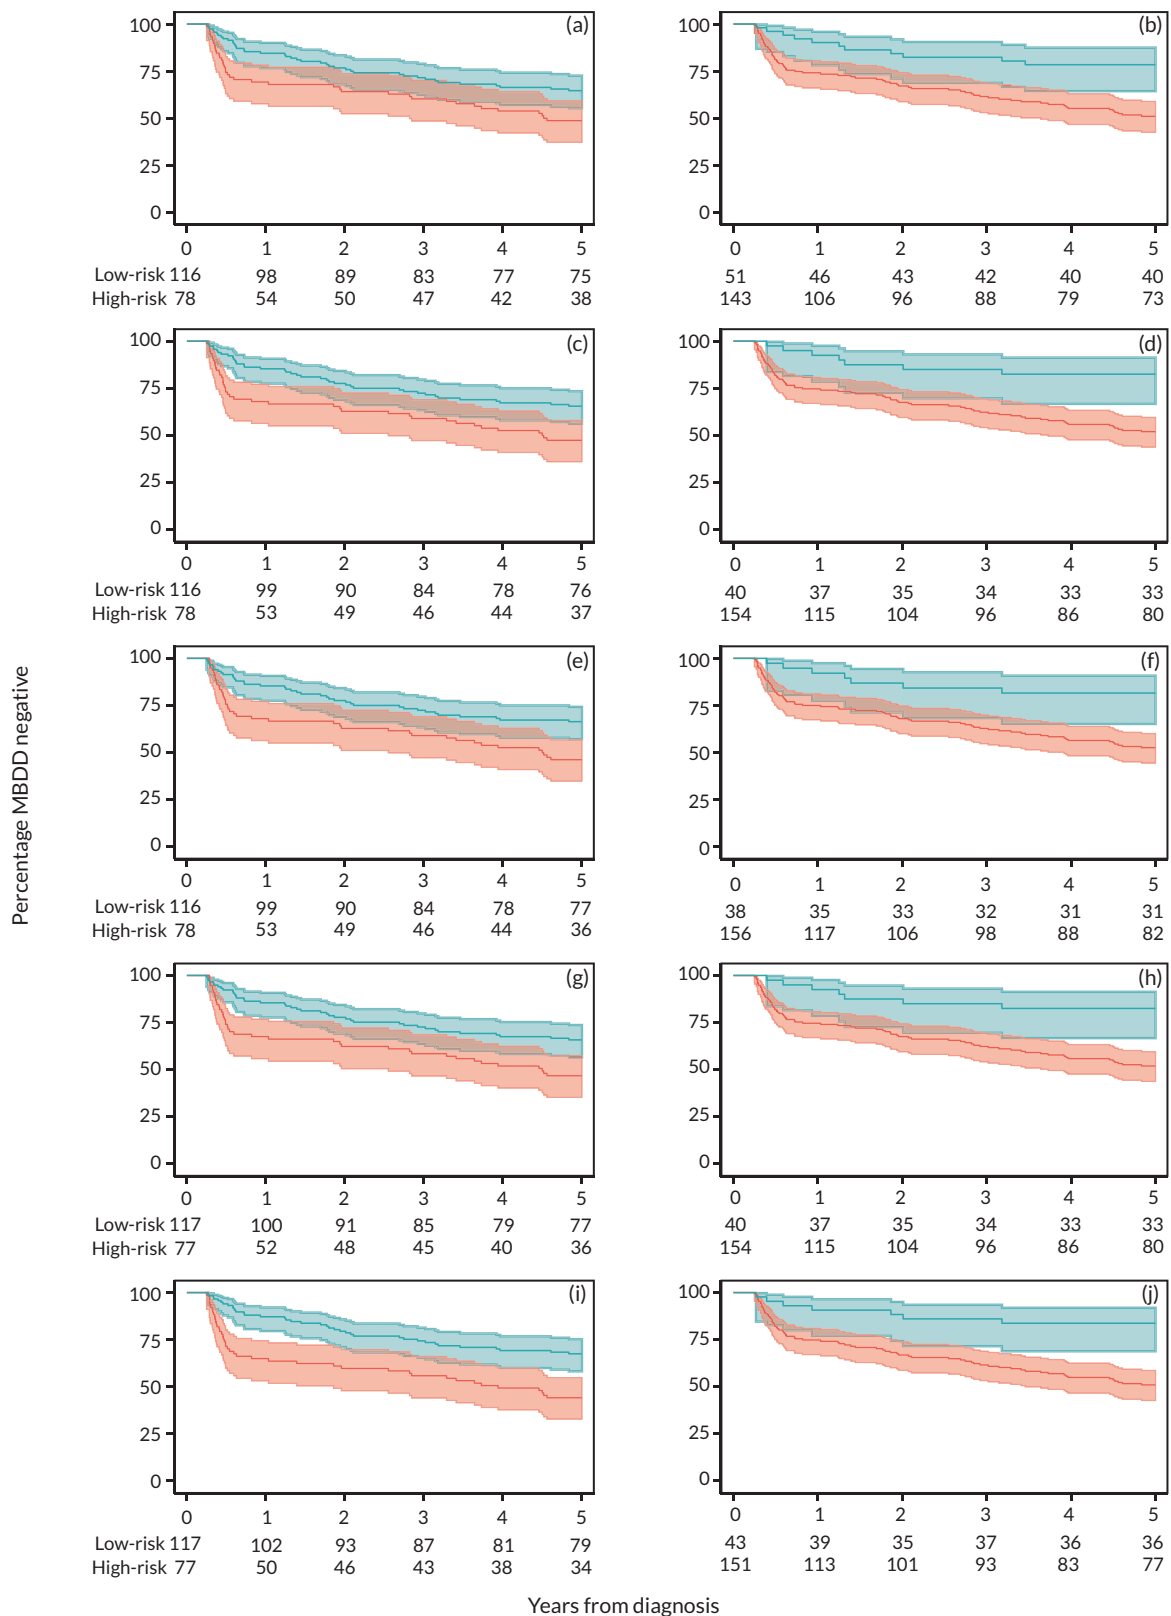 (a)
100
75
50
25
0
0 1 2 3 4 5
Low-risk 116 98 89 83 77 75
High-risk 78 54 50 47 42 38
(b)
100
75
50
25
0
0 1 2 3 4 5
51 46 43 42 40 40
143 106 96 88 79 73
(c)
100
75
50
25
0
0 1 2 3 4 5
Low-risk 116 99 90 84 78 76
High-risk 78 53 49 46 44 37
(d)
100
75
50
25
0
0 1 2 3 4 5
40 37 35 34 33 33
154 115 104 96 86 80
Percentage MBDD negative
(e)
100
75
50
25
0
0 1 2 3 4 5
Low-risk 116 99 90 84 78 77
High-risk 78 53 49 46 44 36
(f)
100
75
50
25
0
0 1 2 3 4 5
38 35 33 32 31 31
156 117 106 98 88 82
(g)
100
75
50
25
0
0 1 2 3 4 5
Low-risk 117 100 91 85 79 77
High-risk 77 52 48 45 40 36
(h)
100
75
50
25
0
0 1 2 3 4 5
40 37 35 34 33 33
154 115 104 96 86 80
(i)
100
75
50
25
0
0 1 2 3 4 5
Low-risk 117 102 93 87 81 79
High-risk 77 50 46 43 38 34
(j)
100
75
50
25
0
0 1 2 3 4 5
43 39 35 37 36 36
151 113 101 93 83 77
Years from diagnosis